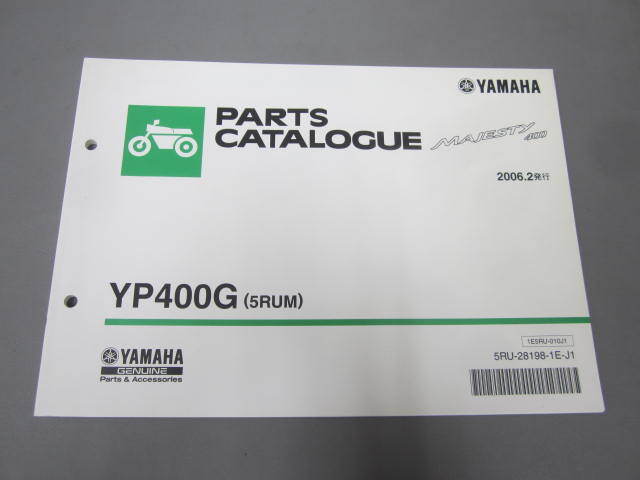 YAMAHA
PARTS
CATALOGUE
MAJESTY 400
2006.2発行
YP400G (5RUM)
1E5RU-010J1
5RU-28198-1E-J1
YAMAHA
GENUINE
Parts & Accessories